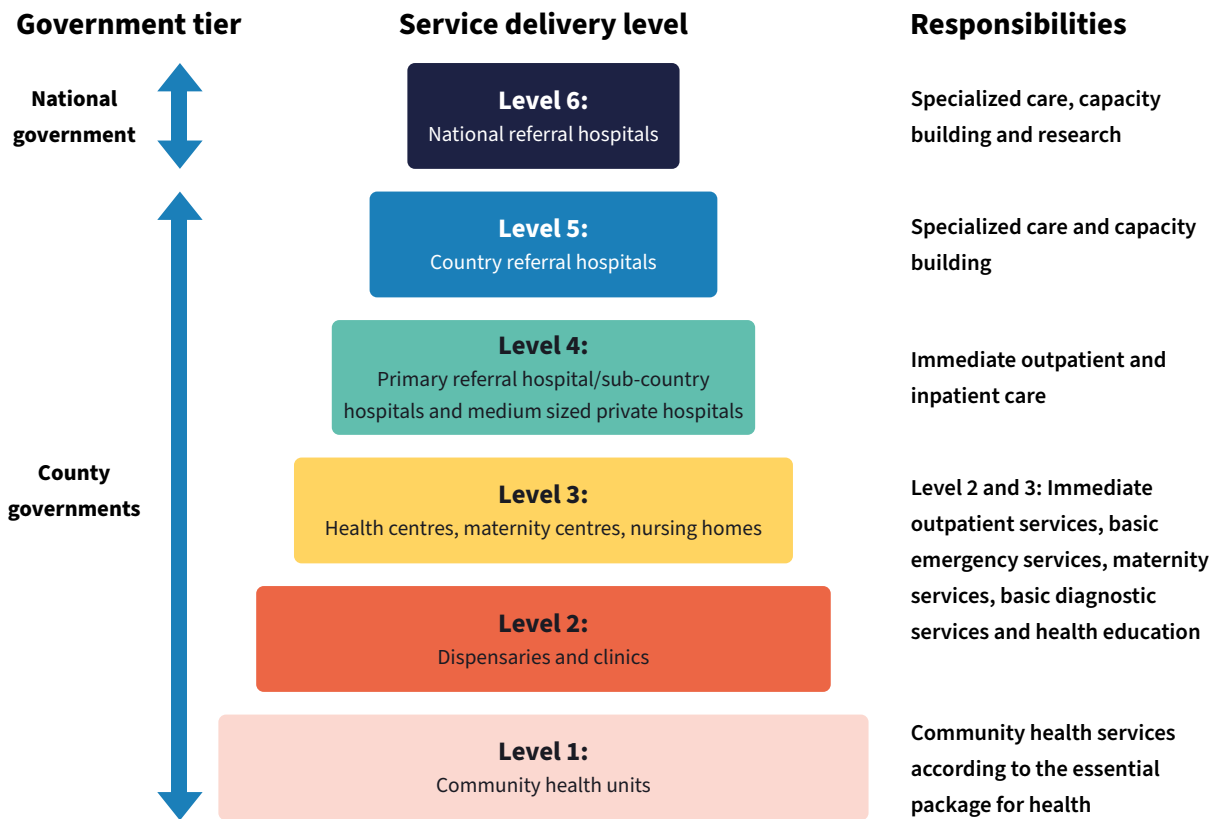 Government tier
Service delivery level
Responsibilities
National
government
Level 6:
National referral hospitals
Specialized care, capacity
building and research
Level 5:
Country referral hospitals
Specialized care and capacity
building
Level 4:
Primary referral hospital/sub-country
hospitals and medium sized private hospitals
Immediate outpatient and
inpatient care
County
governments
Level 3:
Health centres, maternity centres, nursing homes
Level 2 and 3: Immediate
outpatient services, basic
emergency services, maternity
services, basic diagnostic
services and health education
Level 2:
Dispensaries and clinics
Level 1:
Community health units
Community health services
according to the essential
package for health